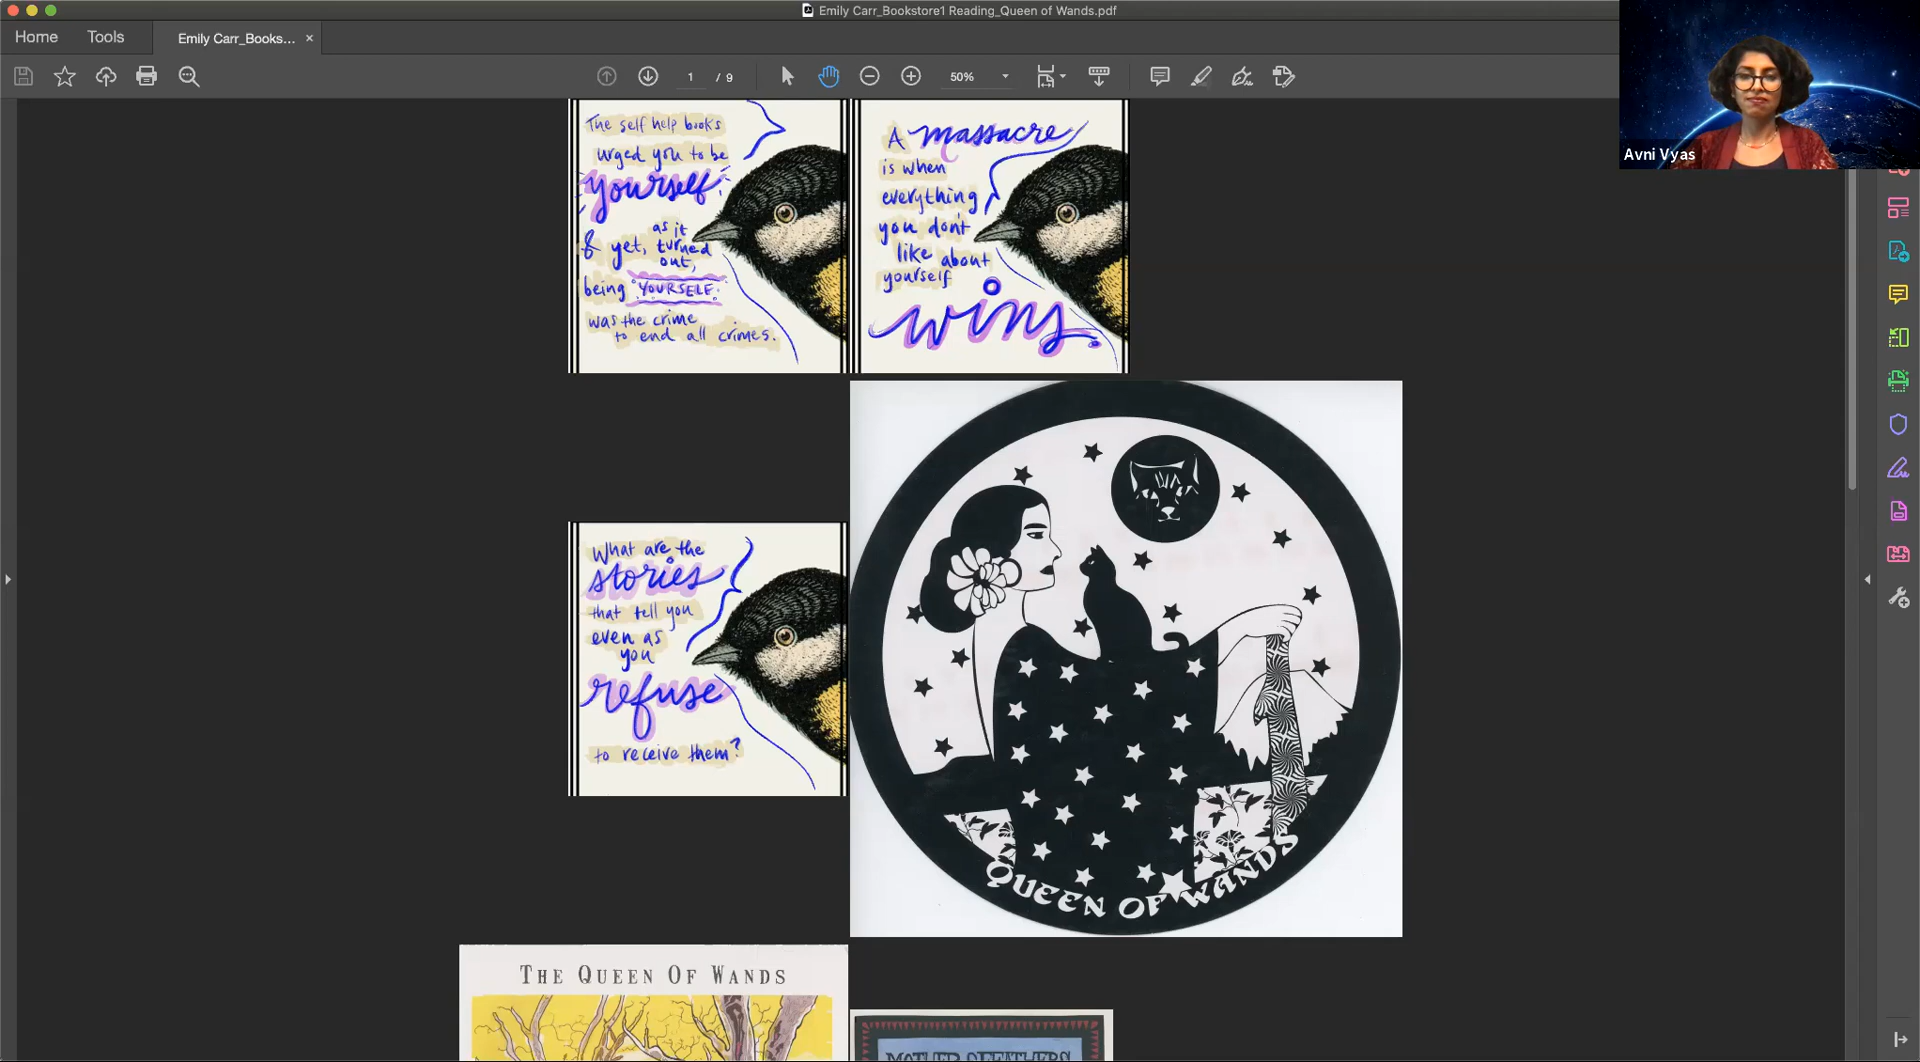 Emily Carr_Bookstore1 Reading_Queen of Wands.pdf
Home
Tools
Emily Carr_Books...
1 / 9
50%
Avni Vyas
The self help books
urged you to be
yourself
& yet, as it
turned
out,
being YOURSELF
was the crime
to end all crimes.
A massacre
is when
everything
you don't
like about
yourself
wins.
What are the
stories
that tell you
even as
you
refuse
to receive them?
QUEEN OF WANDS
THE QUEEN OF WANDS